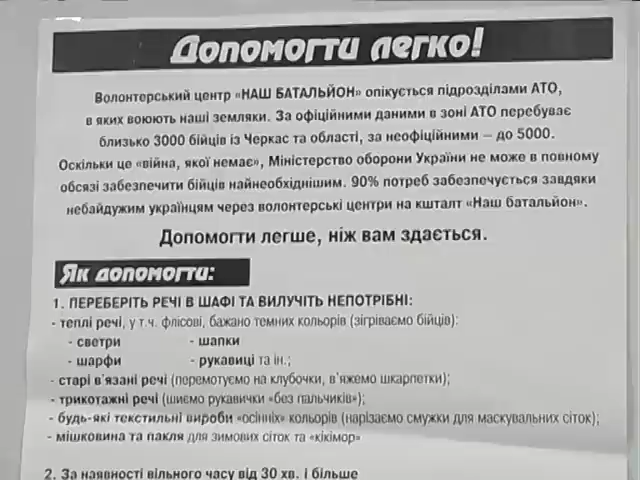 Допомогти легко!
Волонтерський центр «НАШ БАТАЛЬЙОН» опікується підрозділами АТО,
в яких воюють наші земляки. За офіційними даними в зоні АТО перебуває
близько 3000 бійців із Черкас та області, за неофіційними – до 5000.
Оскільки це «війна, якої немає», Міністерство оборони України не може в повному
обсязі забезпечити бійців найнеобхіднішим. 90% потреб забезпечується завдяки
небайдужим українцям через волонтерські центри на кшталт «Наш батальйон».
Допомогти легше, ніж вам здається.
Як допомогти:
1. ПЕРЕБЕРІТЬ РЕЧІ В ШАФІ ТА ВИЛУЧІТЬ НЕПОТРІБНІ:
- теплі речі, у т.ч. флісові, бажано темних кольорів (зігріваємо бійців):
- светри - шапки
- шарфи - рукавиці та ін.;
- старі в'язані речі (перемотуємо на клубочки, в'яжемо шкарпетки);
- трикотажні речі (шиємо рукавички «без пальчиків»);
- будь-які текстильні вироби «осінніх» кольорів (нарізаємо смужки для маскувальних сіток);
- мішковина та пакля для зимових сіток та «кікімор»
2. За наявності вільного часу від 30 хв. і більше